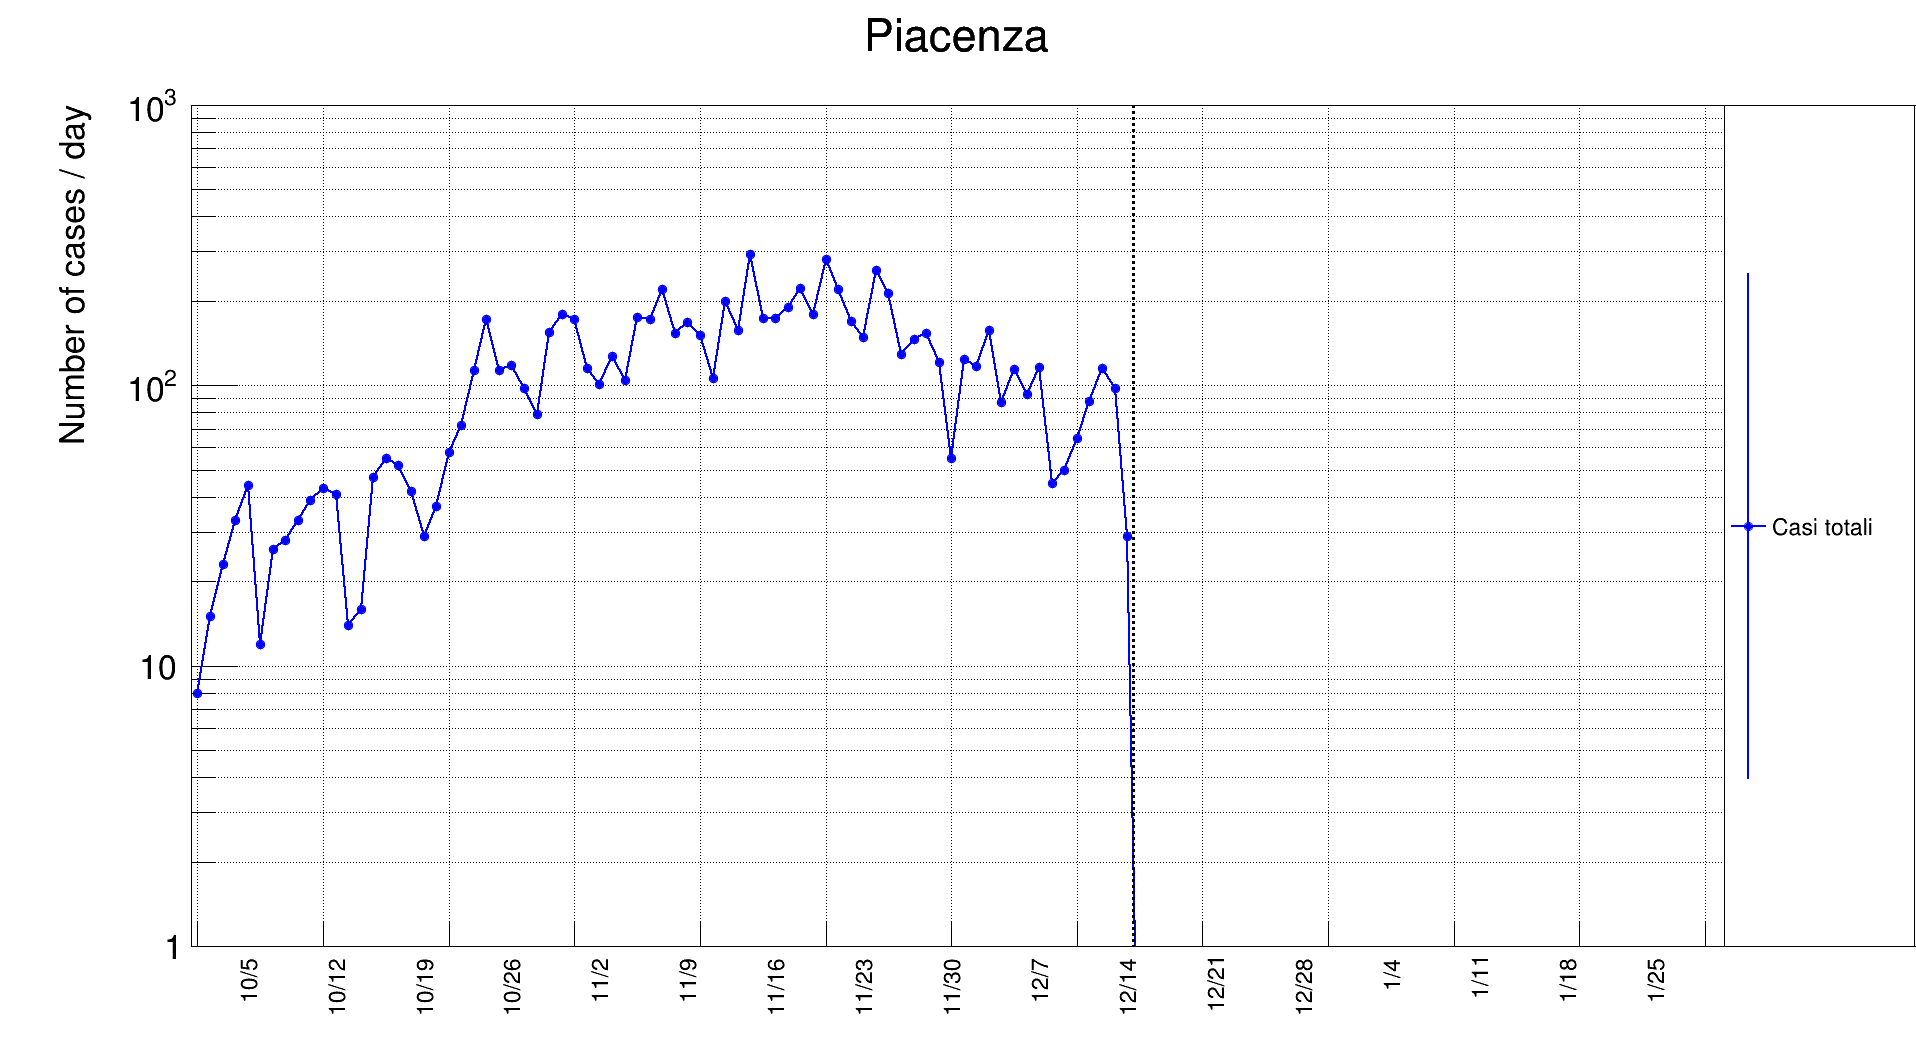 Piacenza
Number of cases / day
10³
10²
10
1
10/5 10/12 10/19 10/26 11/2 11/9 11/16 11/23 11/30 12/7 12/14 12/21 12/28 1/4 1/11 1/18 1/25
Casi totali